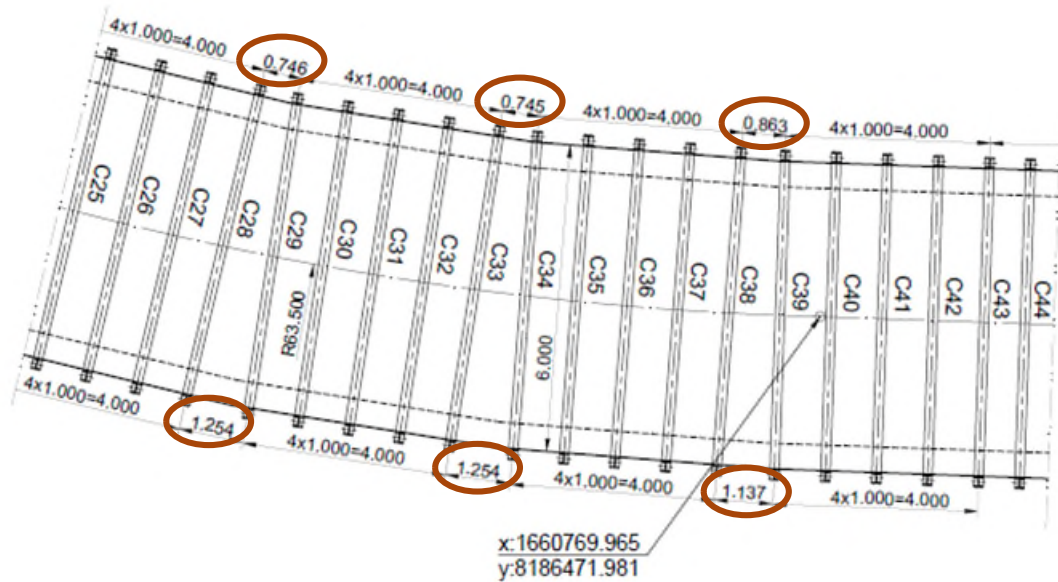 4x1.000=4.000
0.746
4x1.000=4.000
0.745
4x1.000=4.000
0.863
4x1.000=4.000
C25
C26
C27
C28
C29
C30
C31
C32
C33
C34
C35
C36
C37
C38
C39
C40
C41
C42
C43
C44
R63.500
6.000
4x1.000=4.000
1.254
4x1.000=4.000
1.254
4x1.000=4.000
1.137
4x1.000=4.000
x:1660769.965
y:8186471.981